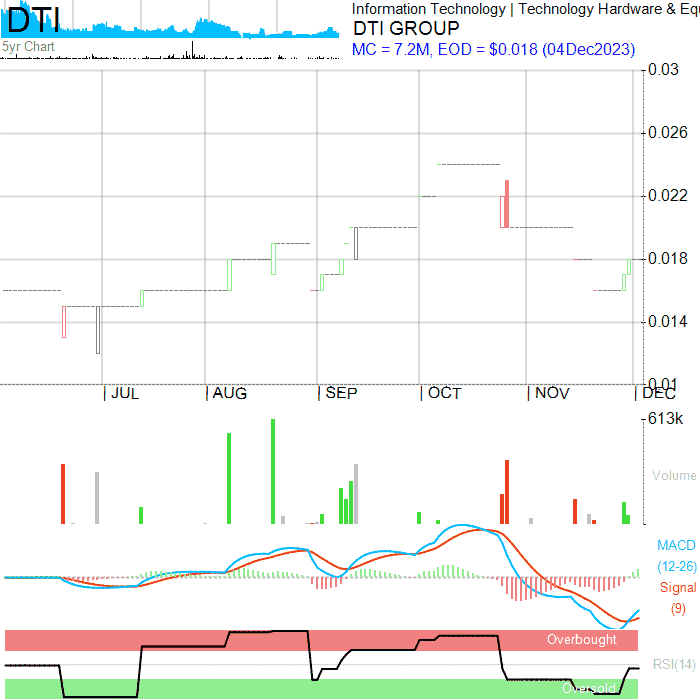 DTI
5yr Chart
Information Technology | Technology Hardware & Equ
DTI GROUP
MC = 7.2M, EOD = $0.018 (04Dec2023)
0.03
0.026
0.022
0.018
0.014
0.01
JUL AUG SEP OCT NOV DEC
613k
Volume
MACD
(12-26)
Signal
(9)
Overbought
RSI(14)
Oversold